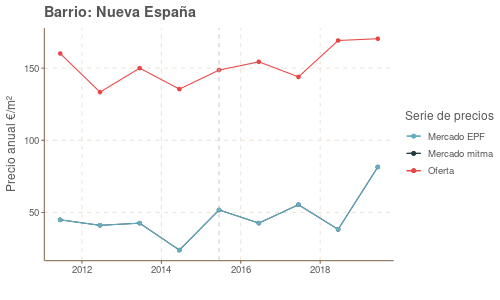 Barrio: Nueva España
Precio anual €/m²
150
100
50
2012
2014
2016
2018
Serie de precios
Mercado EPF
Mercado mitma
Oferta